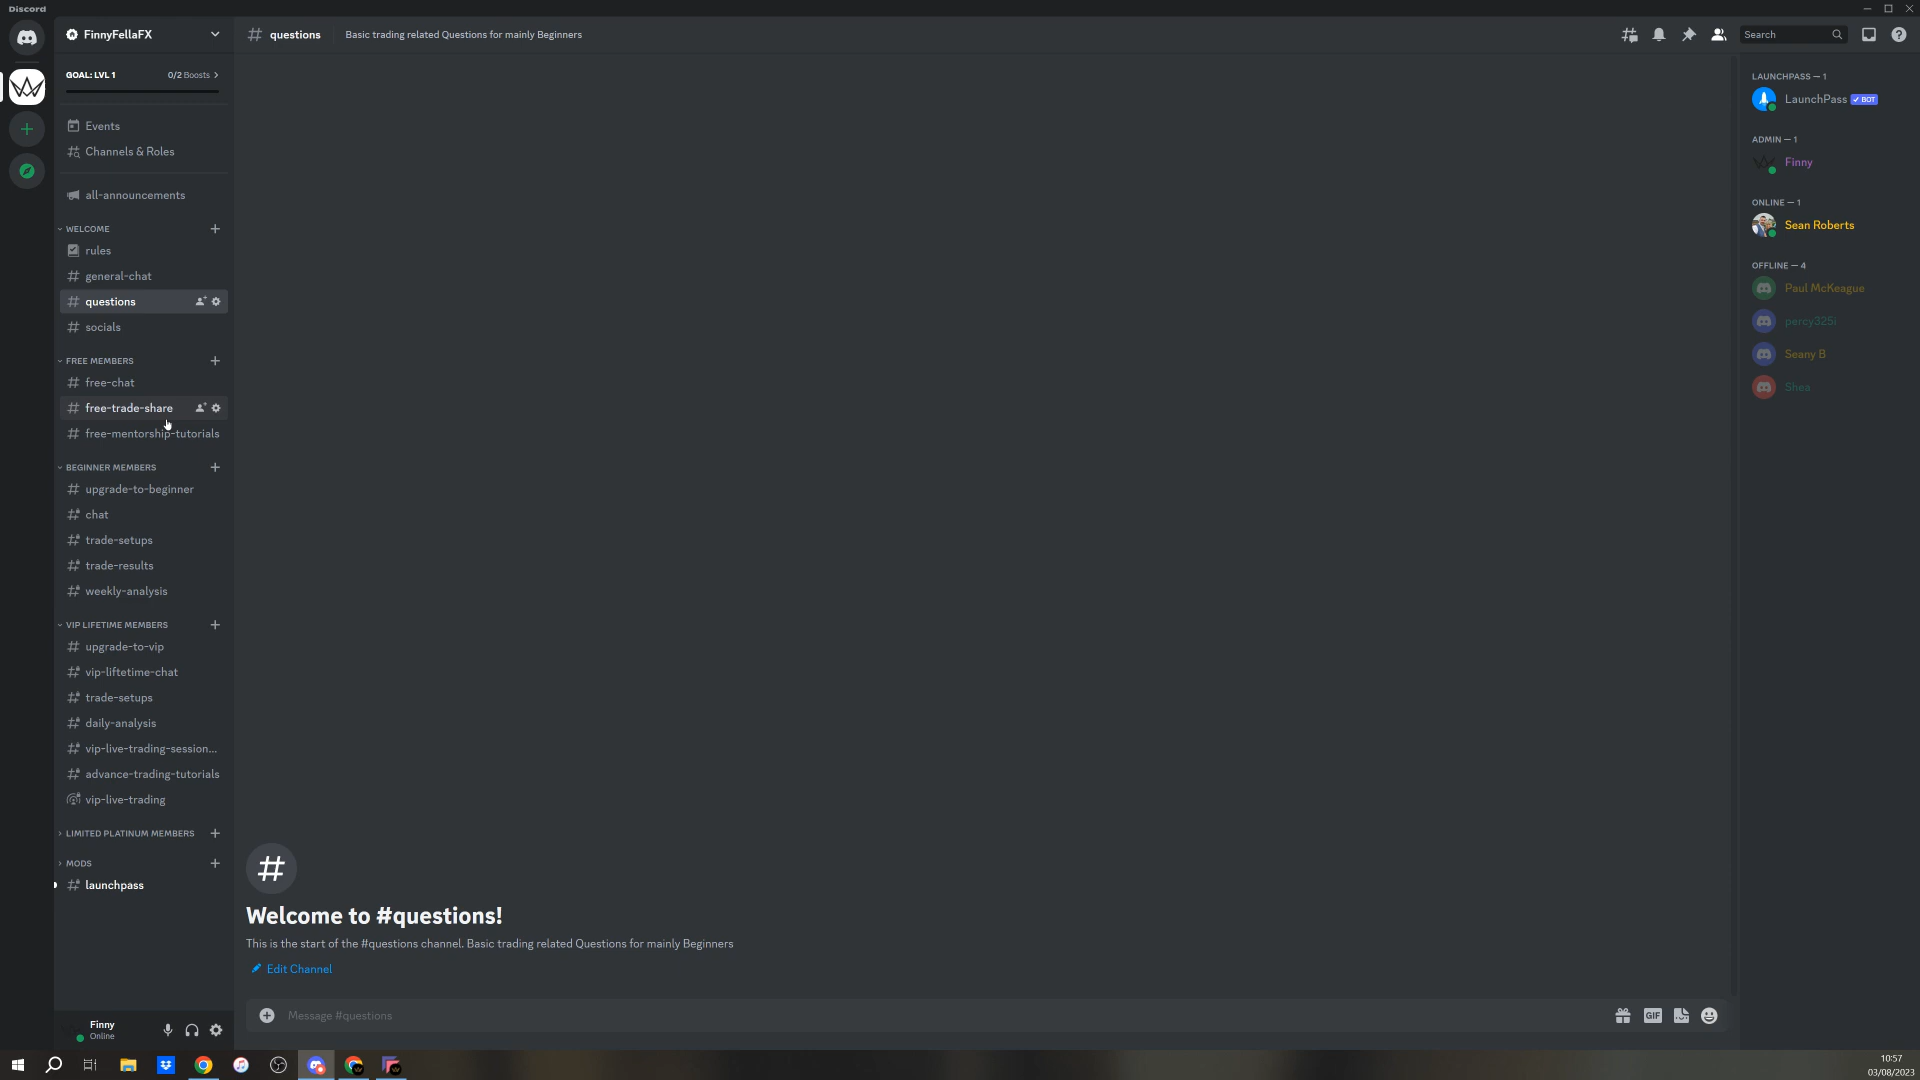 Discord
FinnyFellaFX
GOAL: LVL 1 0/2 Boosts
Events
Channels & Roles
all-announcements
WELCOME
rules
general-chat
questions
socials
FREE MEMBERS
free-chat
free-trade-share
free-mentorship-tutorials
BEGINNER MEMBERS
upgrade-to-beginner
chat
trade-setups
trade-results
weekly-analysis
VIP LIFETIME MEMBERS
upgrade-to-vip
vip-liftetime-chat
trade-setups
daily-analysis
vip-live-trading-session...
advance-trading-tutorials
vip-live-trading
LIMITED PLATINUM MEMBERS
MODS
launchpass
Finny
Online
questions Basic trading related Questions for mainly Beginners
Search
Welcome to #questions!
This is the start of the #questions channel. Basic trading related Questions for mainly Beginners
Edit Channel
Message #questions
GIF
LAUNCHPASS — 1
LaunchPass BOT
ADMIN — 1
Finny
ONLINE — 1
Sean Roberts
OFFLINE — 4
Paul McKeague
percy325i
Seany B
Shea
10:57
03/08/2023